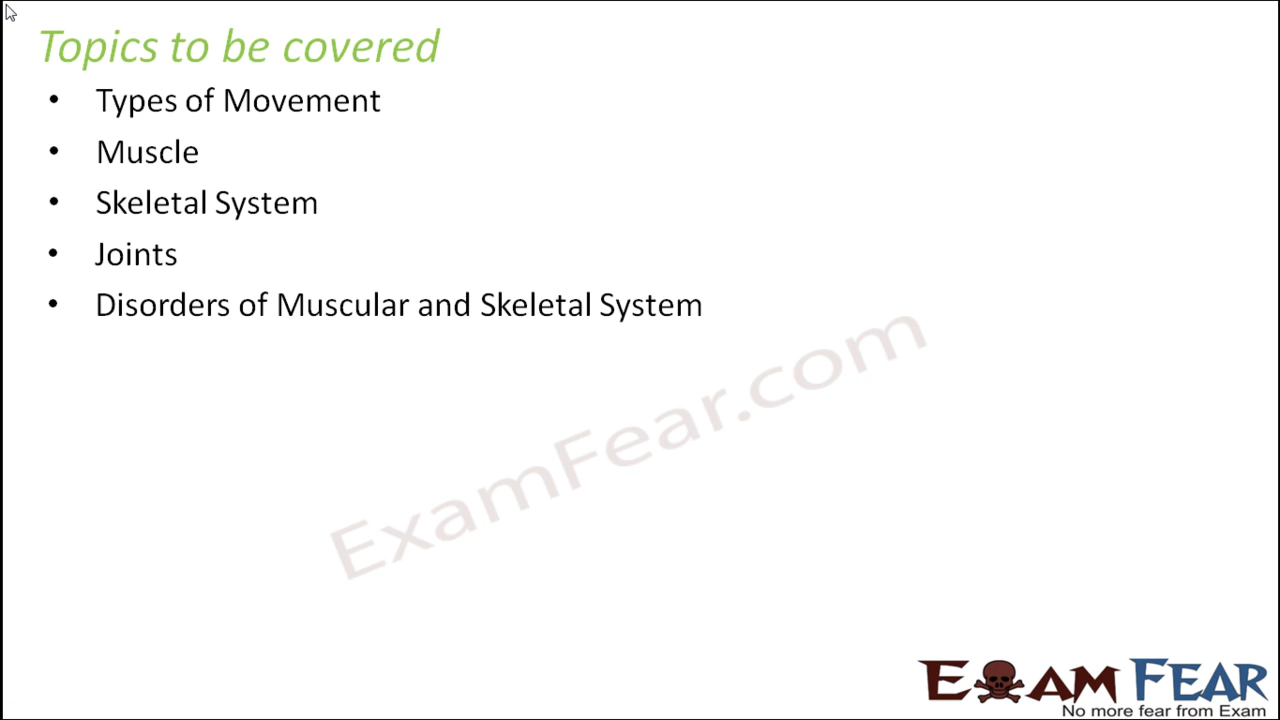 Topics to be covered
• Types of Movement
• Muscle
• Skeletal System
• Joints
• Disorders of Muscular and Skeletal System
ExamFear.com
EXAM FEAR
No more fear from Exam